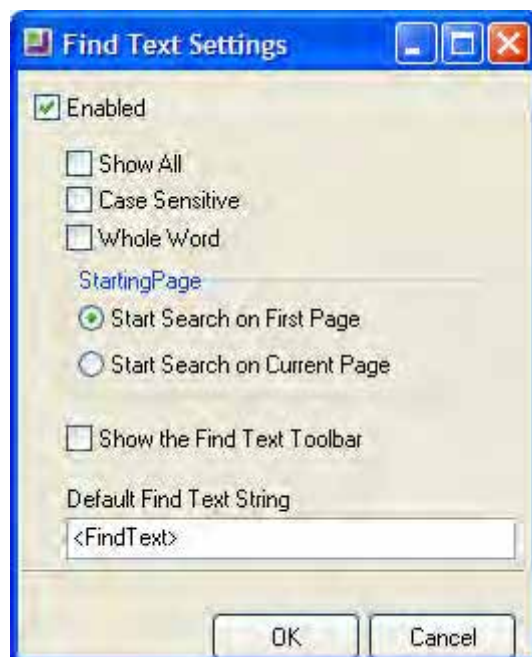 Find Text Settings
Enabled
Show All
Case Sensitive
Whole Word
StartingPage
Start Search on First Page
Start Search on Current Page
Show the Find Text Toolbar
Default Find Text String
<FindText>
OK Cancel